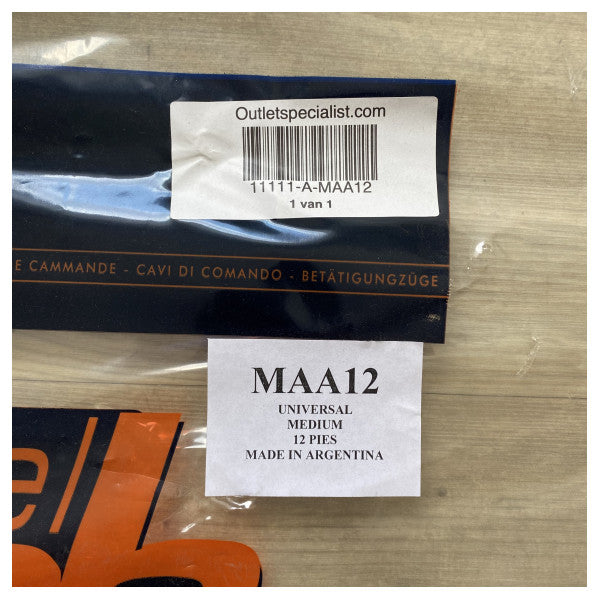 Outletspecialist.com
11111-A-MAA12
1 van 1
E CAMMANDE - CAVI DI COMANDO - BETÄTIGUNGZÜGE
MAA12
UNIVERSAL
MEDIUM
12 PIES
MADE IN ARGENTINA